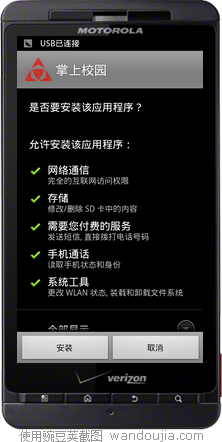 MOTOROLA
USB已连接
掌上校园
是否要安装该应用程序？
允许安装该应用程序：
网络通信
完全的互联网访问权限
存储
修改/删除 SD 卡中的内容
需要您付费的服务
发送短信, 直接拨打电话号码
手机通话
读取手机状态和身份
系统工具
更改 WLAN 状态, 装载和卸载文件系统
全部显示
安装
取消
verizon
使用豌豆荚截图 wandoujia.com